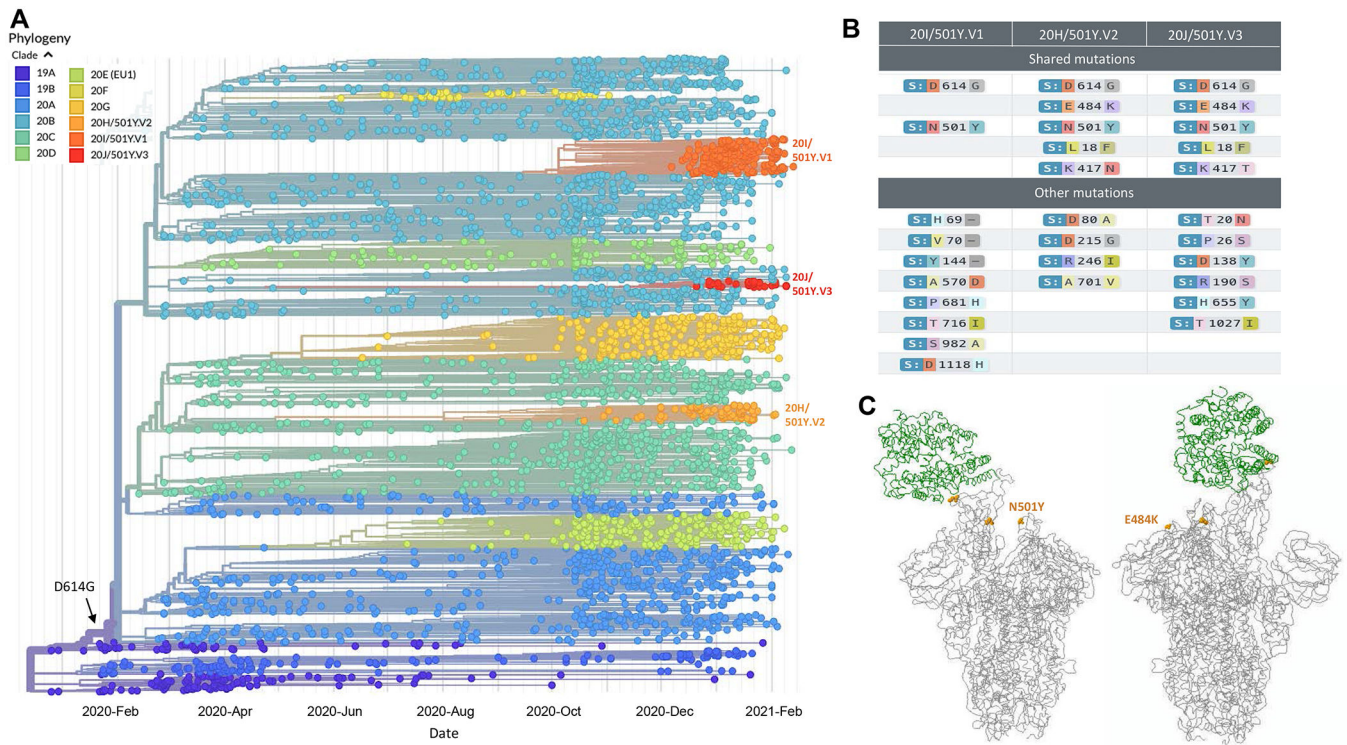 A
Phylogeny
Clade
19A
19B
20A
20B
20C
20D
20E (EU1)
20F
20G
20H/501Y.V2
20I/501Y.V1
20J/501Y.V3
20I/
501Y.V1
20J/
501Y.V3
20H/
501Y.V2
D614G
2020-Feb 2020-Apr 2020-Jun 2020-Aug 2020-Oct 2020-Dec 2021-Feb
Date
B
20I/501Y.V1 20H/501Y.V2 20J/501Y.V3
Shared mutations
S: D 614 G S: D 614 G S: D 614 G
S: E 484 K S: E 484 K
S: N 501 Y S: N 501 Y S: N 501 Y
S: L 18 F S: L 18 F
S: K 417 N S: K 417 T
Other mutations
S: H 69 - S: D 80 A S: T 20 N
S: V 70 - S: D 215 G S: P 26 S
S: Y 144 - S: R 246 I S: D 138 Y
S: A 570 D S: A 701 V S: R 190 S
S: P 681 H S: H 655 Y
S: T 716 I S: T 1027 I
S: S 982 A
S: D 1118 H
C
N501Y
E484K